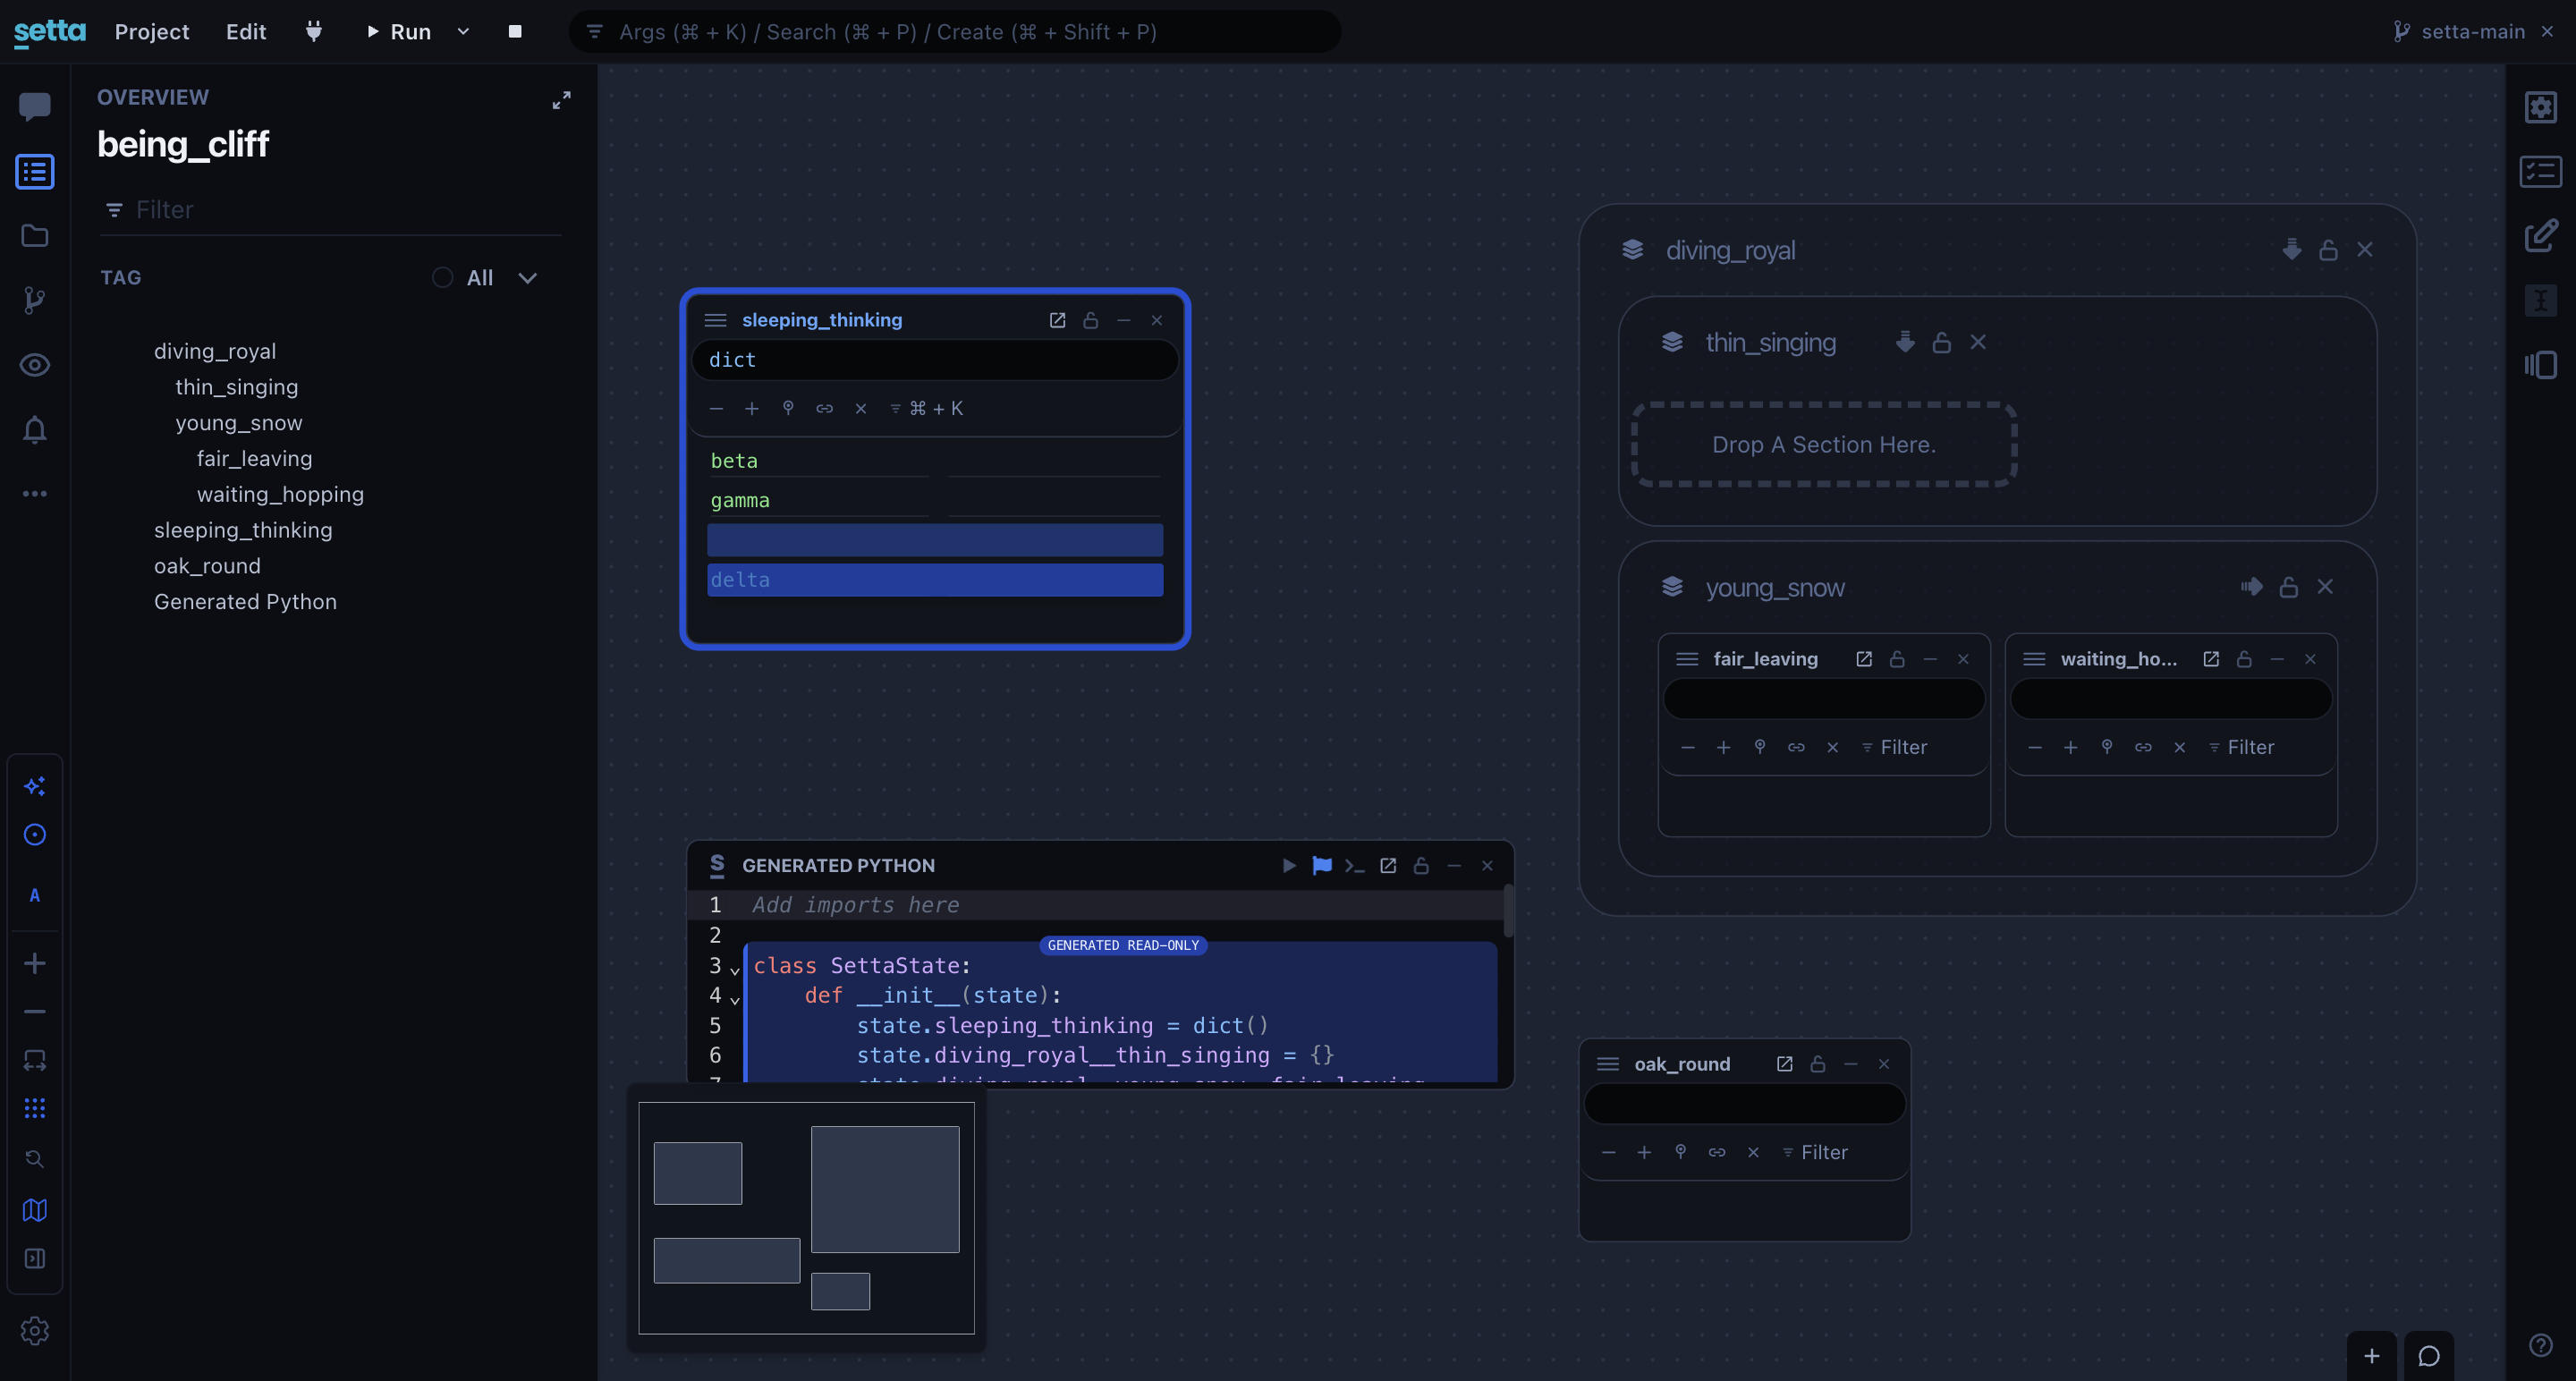 setta Project Edit Run Args (⌘ + K) / Search (⌘ + P) / Create (⌘ + Shift + P) setta-main
OVERVIEW
being_cliff
Filter
TAG All
diving_royal
thin_singing
young_snow
fair_leaving
waiting_hopping
sleeping_thinking
oak_round
Generated Python
A
sleeping_thinking
dict
⌘ + K
beta
gamma
delta
GENERATED PYTHON
1 Add imports here
2
GENERATED READ-ONLY
3 class SettaState:
4 def __init__(state):
5 state.sleeping_thinking = dict()
6 state.diving_royal__thin_singing = {}
diving_royal
thin_singing
Drop A Section Here.
young_snow
fair_leaving
Filter
waiting_ho...
Filter
oak_round
Filter